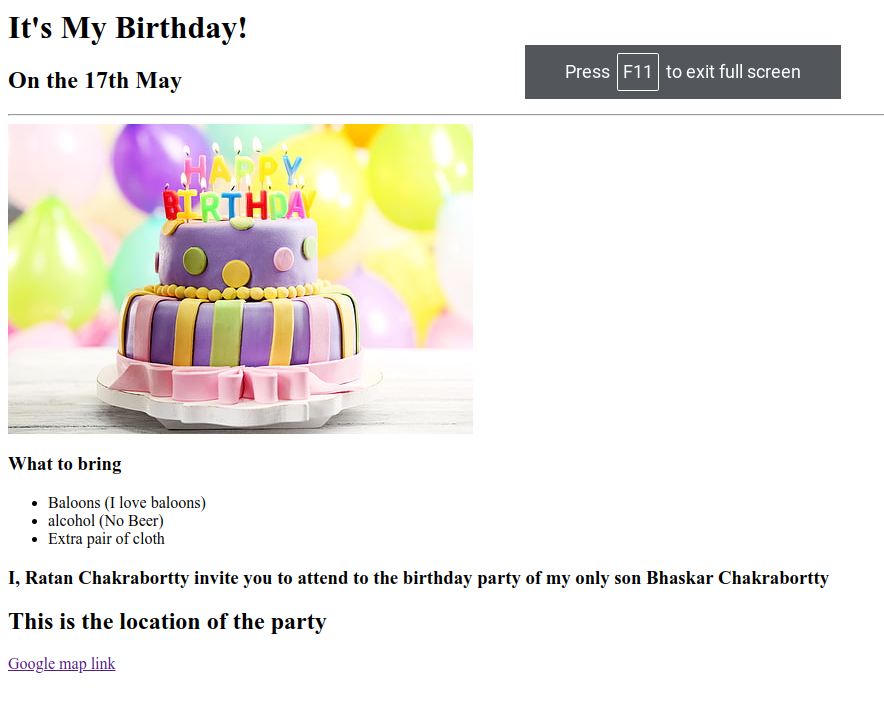 It's My Birthday!
On the 17th May
Press F11 to exit full screen
HAPPY
BIRTHDAY
What to bring
Baloons (I love baloons)
alcohol (No Beer)
Extra pair of cloth
I, Ratan Chakrabortty invite you to attend to the birthday party of my only son Bhaskar Chakrabortty
This is the location of the party
Google map link